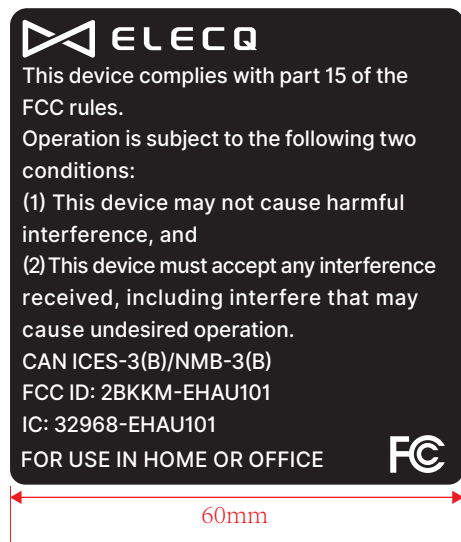 ELECQ
This device complies with part 15 of the
FCC rules.
Operation is subject to the following two
conditions:
(1) This device may not cause harmful
interference, and
(2)This device must accept any interference
received, including interfere that may
cause undesired operation.
CAN ICES-3(B)/NMB-3(B)
FCC ID: 2BKKM-EHAU101
IC: 32968-EHAU101
FOR USE IN HOME OR OFFICE
FC
60mm